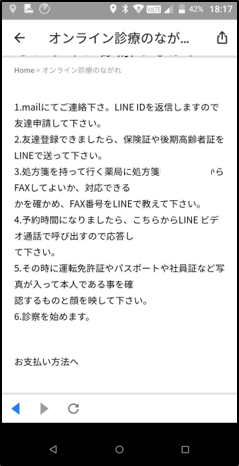 42% 18:17
オンライン診療のなが...
Home > オンライン診療のながれ
1.mailにてご連絡下さい。LINE IDを返信しますので
友達申請して下さい。
2.友達登録できましたら、保険証や後期高齢者証を
LINEで送って下さい。
3.処方箋を持って行く薬局に処方箋 から
FAXしてよいか、対応できる
かを確かめ、FAX番号をLINEで教えて下さい。
4.予約時間になりましたら、こちらからLINE ビデ
オ通話で呼び出すので応答し
て下さい。
5.その時に運転免許証やパスポートや社員証など写
真が入って本人である事を確
認するものと顔を映して下さい。
6.診察を始めます。
お支払い方法へ